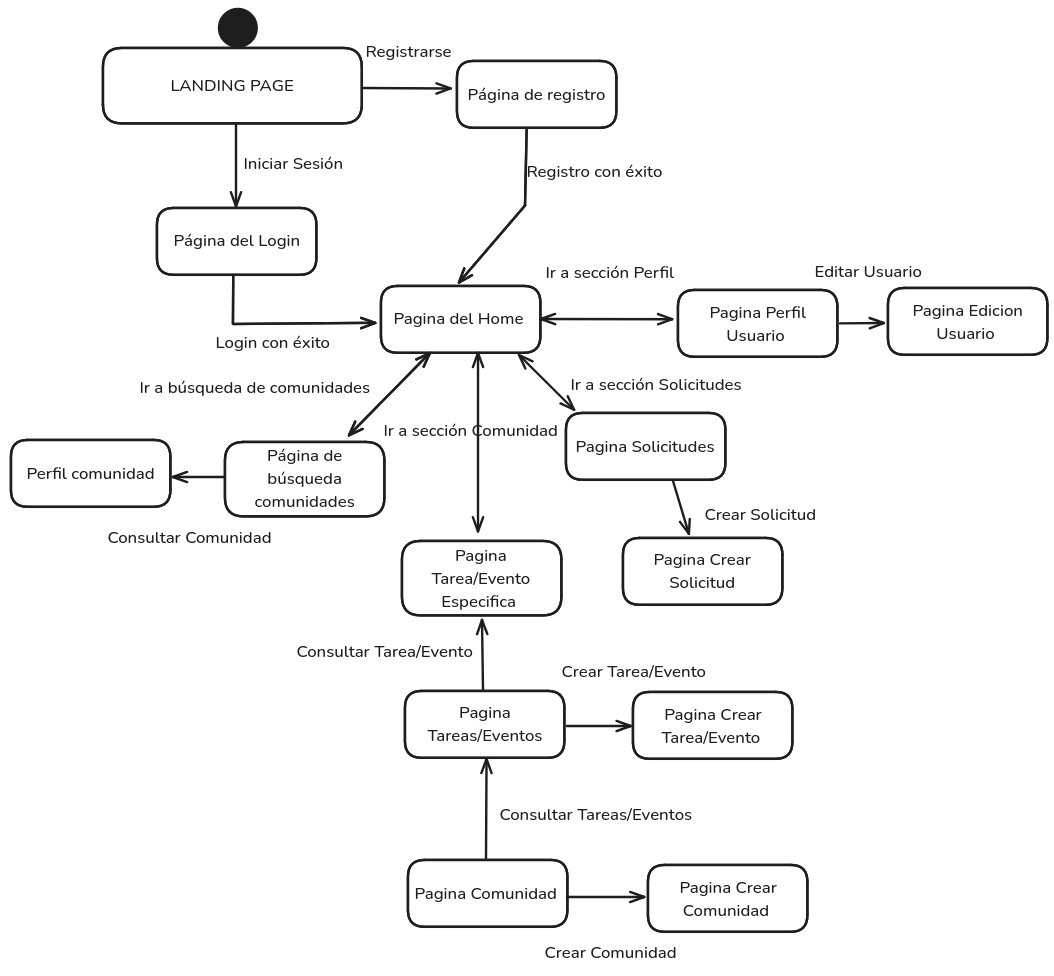 Registrarse
LANDING PAGE
Página de registro
Iniciar Sesión
Registro con éxito
Página del Login
Ir a sección Perfil
Editar Usuario
Pagina del Home
Pagina Perfil
Usuario
Pagina Edicion
Usuario
Login con éxito
Ir a búsqueda de comunidades
Ir a sección Solicitudes
Ir a sección Comunidad
Perfil comunidad
Página de
búsqueda
comunidades
Pagina Solicitudes
Consultar Comunidad
Crear Solicitud
Pagina
Tarea/Evento
Especifica
Pagina Crear
Solicitud
Consultar Tarea/Evento
Crear Tarea/Evento
Pagina
Tareas/Eventos
Pagina Crear
Tarea/Evento
Consultar Tareas/Eventos
Pagina Comunidad
Pagina Crear
Comunidad
Crear Comunidad